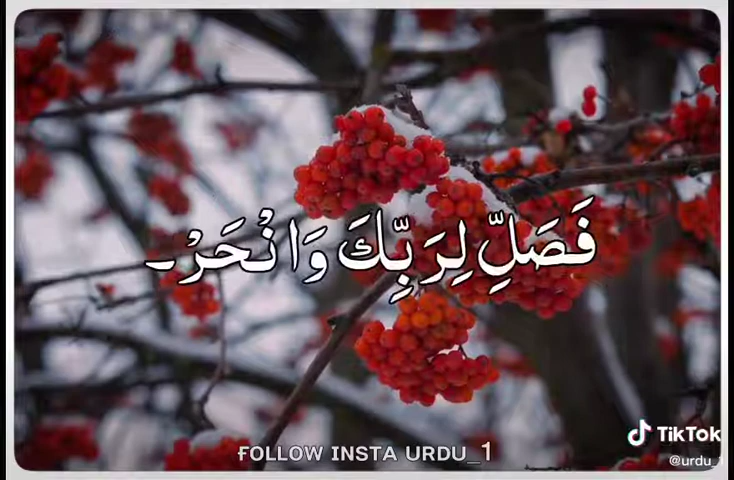 فَصَلِّ لِرَبِّكَ وَانْحَرْ۔
FOLLOW INSTA URDU_1
TikTok
@urdu_1